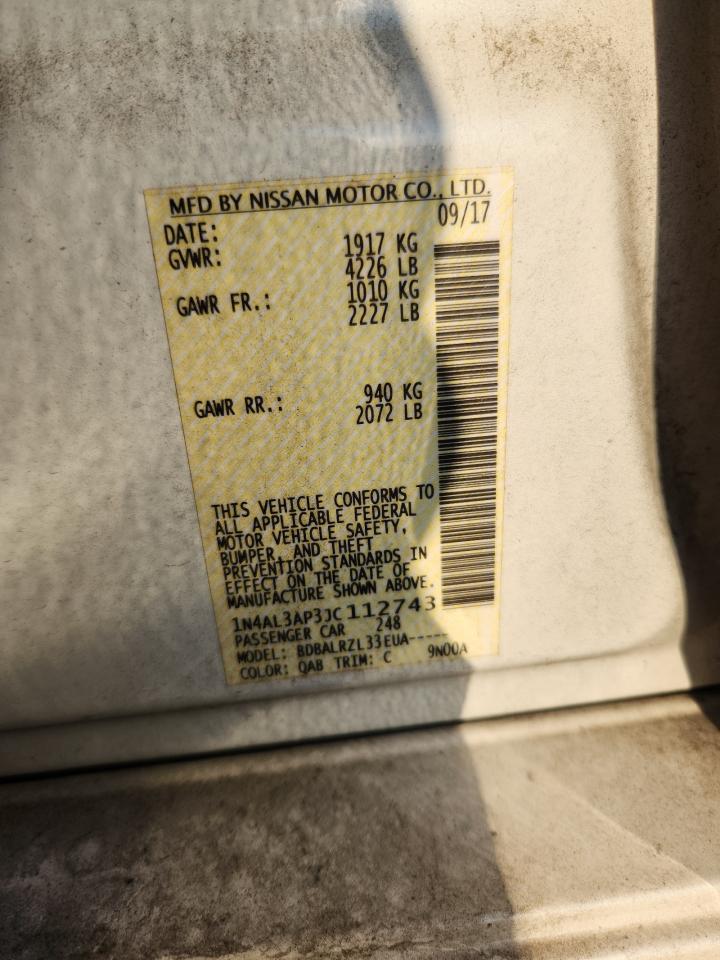 MFD BY NISSAN MOTOR CO., LTD.
DATE: 09/17
GVWR: 1917 KG
4226 LB
GAWR FR.: 1010 KG
2227 LB
GAWR RR.: 940 KG
2072 LB
THIS VEHICLE CONFORMS TO
ALL APPLICABLE FEDERAL
MOTOR VEHICLE SAFETY,
BUMPER, AND THEFT
PREVENTION STANDARDS IN
EFFECT ON THE DATE OF
MANUFACTURE SHOWN ABOVE.
1N4AL3AP3JC112743
PASSENGER CAR 248
MODEL: BDBALRZL33EUA-----
COLOR: QAB TRIM: C 9N00A